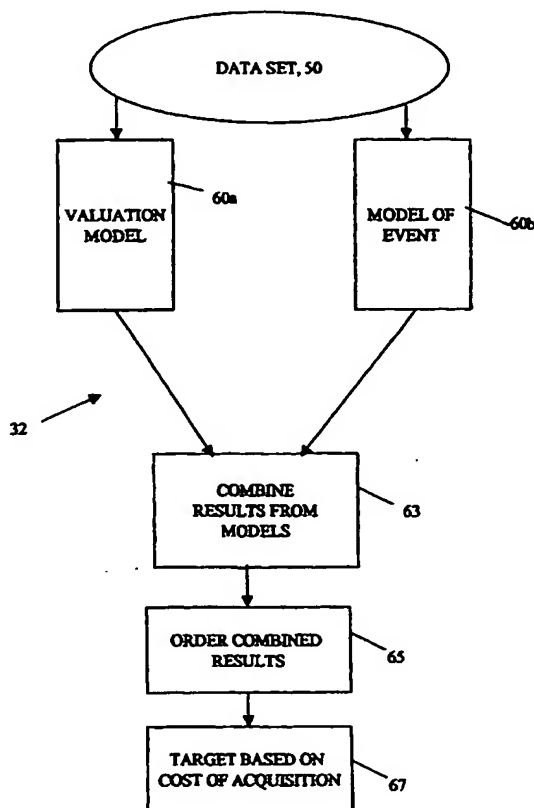 DATA SET, 50
60a
VALUATION
MODEL
MODEL OF
EVENT
60b
32
COMBINE
RESULTS FROM
MODELS
63
ORDER COMBINED
RESULTS
65
TARGET BASED ON
COST OF ACQUISITION
67